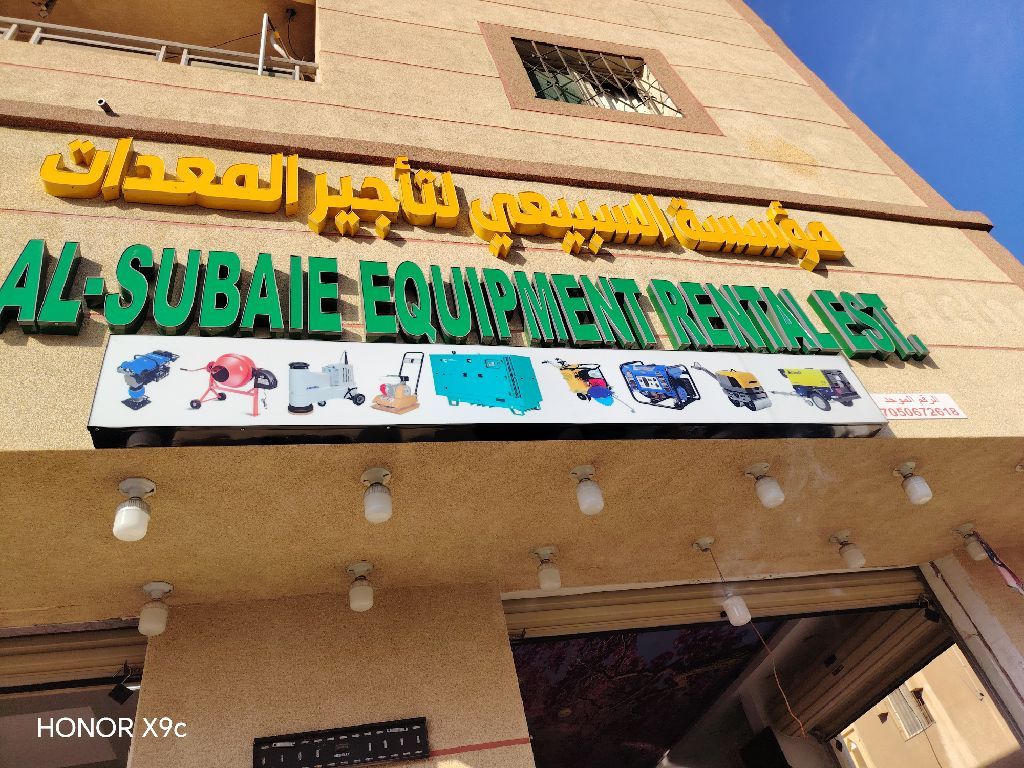 مؤسسة السبيعي لتأجير المعدات
AL-SUBAIE EQUIPMENT RENTAL EST.
الرقم الموحد
7050672618
HONOR X9c